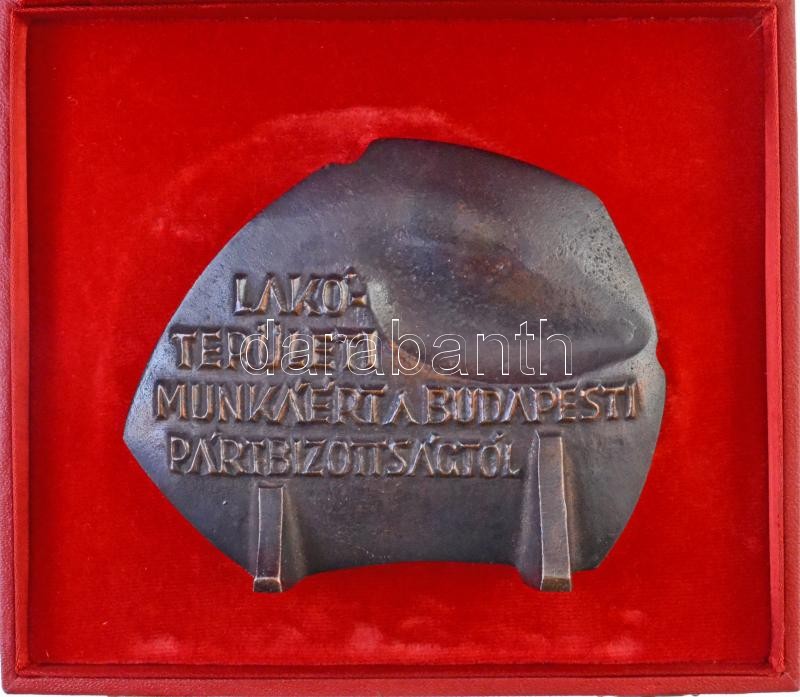 LAKÓ-
TERÜLETI
MUNKÁÉRT A BUDAPESTI
PÁRTBIZOTTSÁGTÓL
darabanth